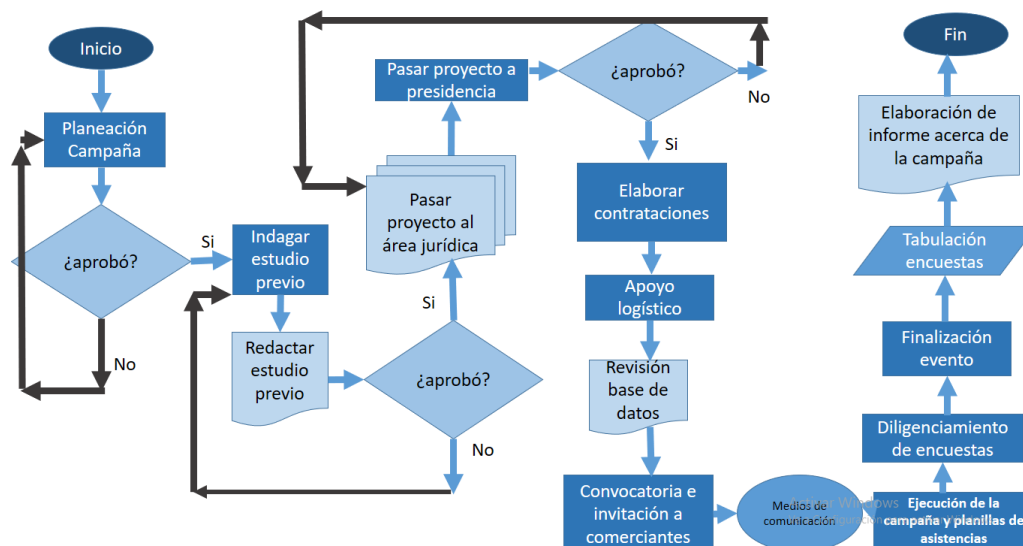 Inicio
Planeación
Campaña
¿aprobó?
Si
No
Indagar
estudio
previo
Redactar
estudio
previo
¿aprobó?
Si
No
Pasar
proyecto al
área jurídica
Pasar proyecto a
presidencia
¿aprobó?
No
Si
Elaborar
contrataciones
Apoyo
logístico
Revisión
base de
datos
Convocatoria e
invitación a
comerciantes
Medios de
comunicación
Ejecución de la
campaña y planillas de
asistencias
Diligenciamiento
de encuestas
Finalización
evento
Tabulación
encuestas
Elaboración de
informe acerca de
la campaña
Fin